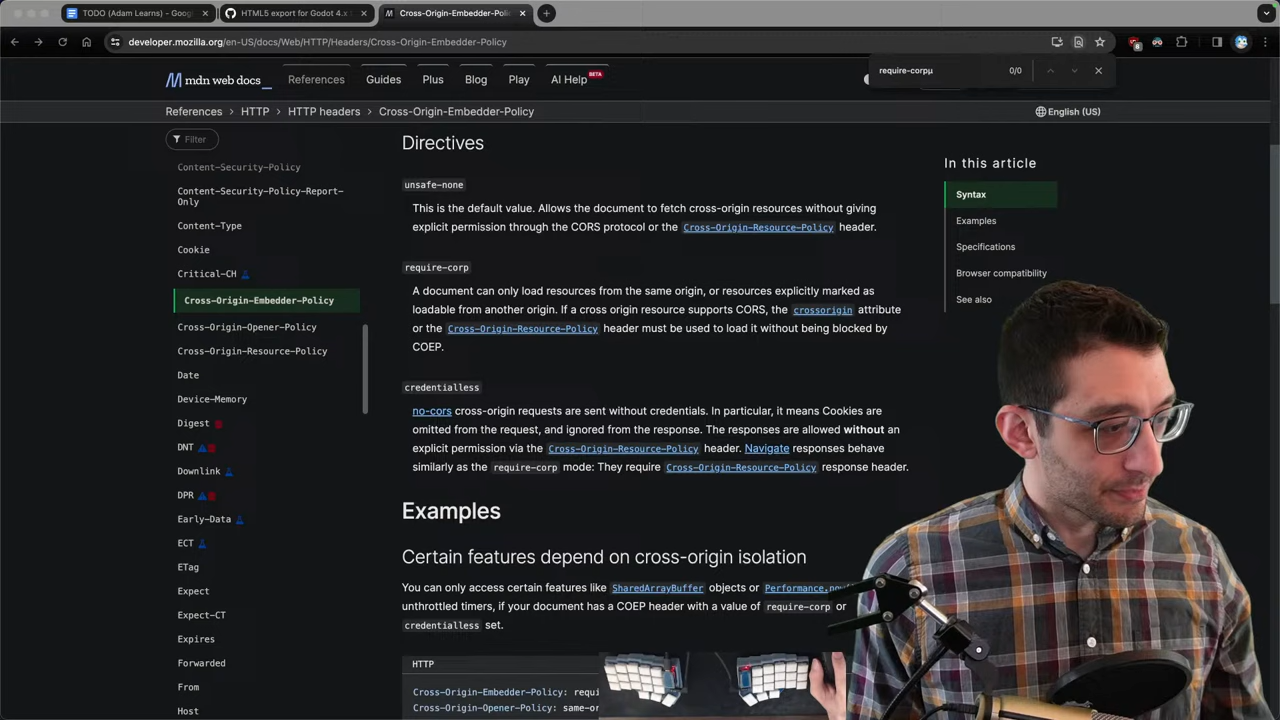 TODO (Adam Learns) - Goog
HTML5 export for Godot 4.x
Cross-Origin-Embedder-Pol
developer.mozilla.org/en-US/docs/Web/HTTP/Headers/Cross-Origin-Embedder-Policy
require-corpµ
0/0
mdn web docs_
References
Guides
Plus
Blog
Play
AI Help BETA
References > HTTP > HTTP headers > Cross-Origin-Embedder-Policy
English (US)
Filter
Content-Security-Policy
Content-Security-Policy-Report-
Only
Content-Type
Cookie
Critical-CH
Cross-Origin-Embedder-Policy
Cross-Origin-Opener-Policy
Cross-Origin-Resource-Policy
Date
Device-Memory
Digest
DNT
Downlink
DPR
Early-Data
ECT
ETag
Expect
Expect-CT
Expires
Forwarded
From
Host
Directives
unsafe-none
This is the default value. Allows the document to fetch cross-origin resources without giving
explicit permission through the CORS protocol or the Cross-Origin-Resource-Policy header.
require-corp
A document can only load resources from the same origin, or resources explicitly marked as
loadable from another origin. If a cross origin resource supports CORS, the crossorigin attribute
or the Cross-Origin-Resource-Policy header must be used to load it without being blocked by
COEP.
credentialless
no-cors cross-origin requests are sent without credentials. In particular, it means Cookies are
omitted from the request, and ignored from the response. The responses are allowed without an
explicit permission via the Cross-Origin-Resource-Policy header. Navigate responses behave
similarly as the require-corp mode: They require Cross-Origin-Resource-Policy response header.
Examples
Certain features depend on cross-origin isolation
You can only access certain features like SharedArrayBuffer objects or Performance.now
unthrottled timers, if your document has a COEP header with a value of require-corp or
credentialless set.
HTTP
Cross-Origin-Embedder-Policy: requi
Cross-Origin-Opener-Policy: same-or
In this article
Syntax
Examples
Specifications
Browser compatibility
See also